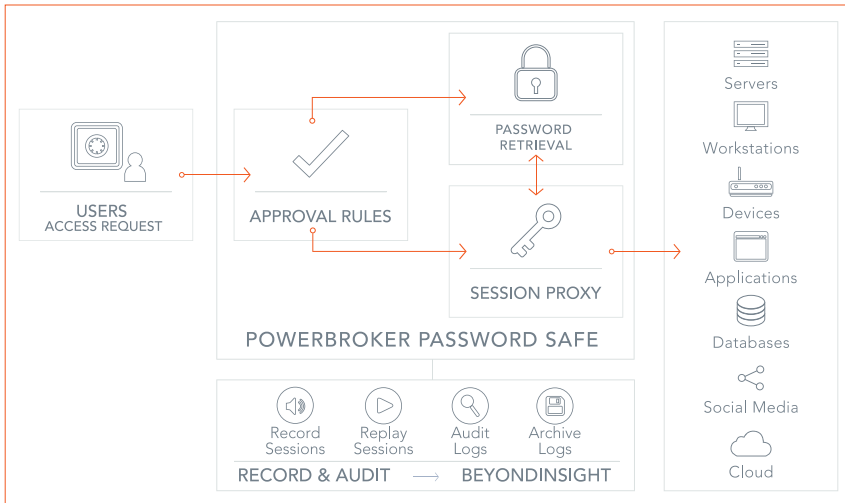 USERS
ACCESS REQUEST
APPROVAL RULES
PASSWORD
RETRIEVAL
SESSION PROXY
POWERBROKER PASSWORD SAFE
Record
Sessions
Replay
Sessions
Audit
Logs
Archive
Logs
RECORD & AUDIT
BEYONDINSIGHT
Servers
Workstations
Devices
Applications
Databases
Social Media
Cloud